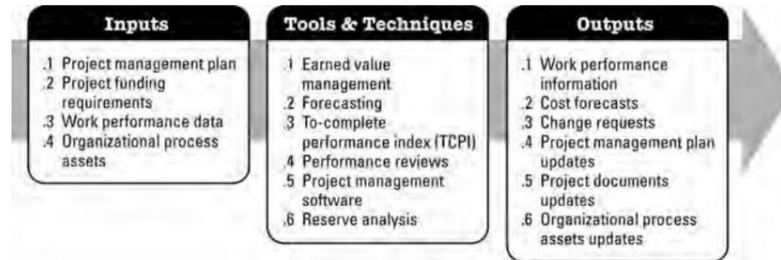 Inputs
.1 Project management plan
.2 Project funding
requirements
.3 Work performance data
.4 Organizational process
assets
Tools & Techniques
.1 Earned value
management
.2 Forecasting
.3 To-complete
performance index (TCPI)
.4 Performance reviews
.5 Project management
software
.6 Reserve analysis
Outputs
.1 Work performance
information
.2 Cost forecasts
.3 Change requests
.4 Project management plan
updates
.5 Project documents
updates
.6 Organizational process
assets updates